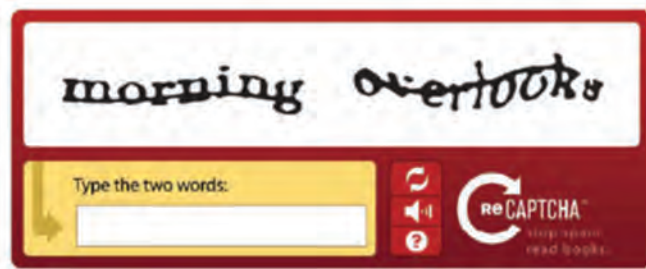 morning overlooks
Type the two words:
ReCAPTCHA™
stop spam.
read books.